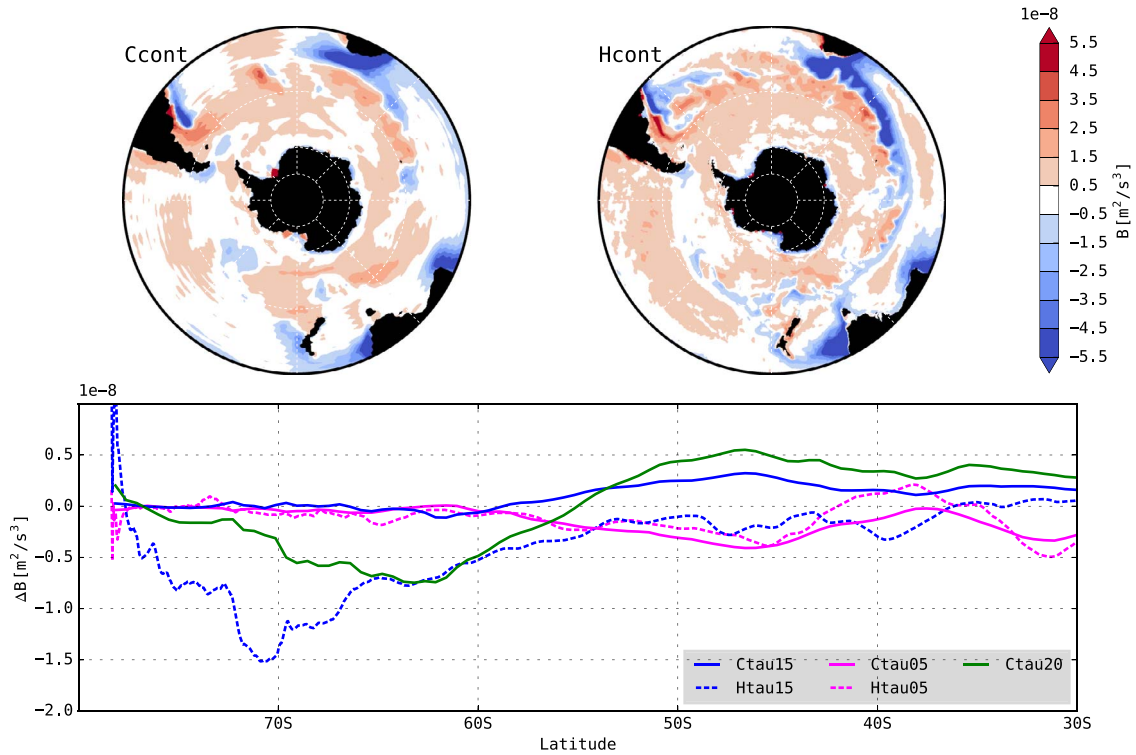 Ccont
Hcont
1e-8
5.5
4.5
3.5
2.5
1.5
0.5
−0.5
−1.5
−2.5
−3.5
−4.5
−5.5
B[m²/s³]
1e-8
0.5
0.0
−0.5
−1.0
−1.5
−2.0
ΔB[m²/s³]
Ctau15
Ctau05
Ctau20
Htau15
Htau05
70S
60S
50S
40S
30S
Latitude